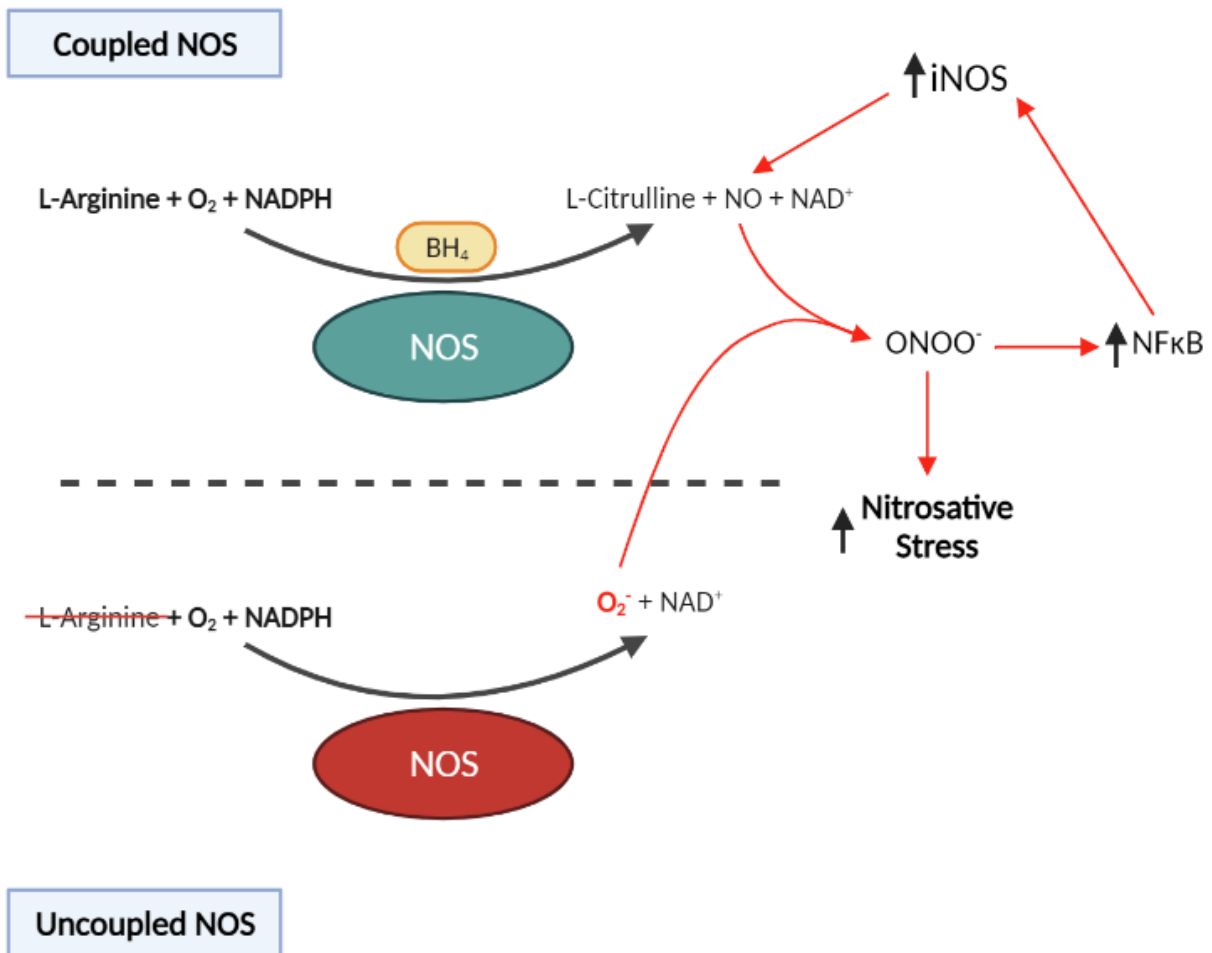 Coupled NOS
iNOS
L-Arginine + O₂ + NADPH
L-Citrulline + NO + NAD⁺
BH₄
NOS
ONOO⁻
NFκB
Nitrosative
Stress
L-Arginine + O₂ + NADPH
O₂⁻ + NAD⁺
NOS
Uncoupled NOS